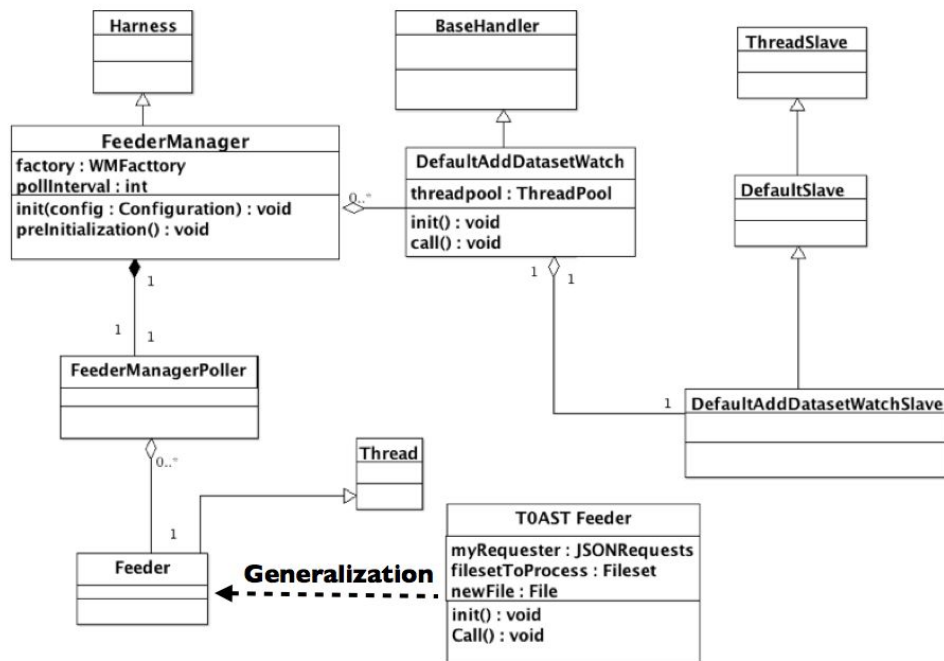 Harness
BaseHandler
ThreadSlave
FeederManager
factory : WMFacttory
pollInterval : int
init(config : Configuration) : void
preInitialization() : void
0..*
DefaultAddDatasetWatch
threadpool : ThreadPool
init() : void
call() : void
DefaultSlave
1
1
1
1
1
FeederManagerPoller
1
DefaultAddDatasetWatchSlave
0..*
Thread
1
Feeder
Generalization
T0AST Feeder
myRequester : JSONRequests
filesetToProcess : Fileset
newFile : File
init() : void
Call() : void